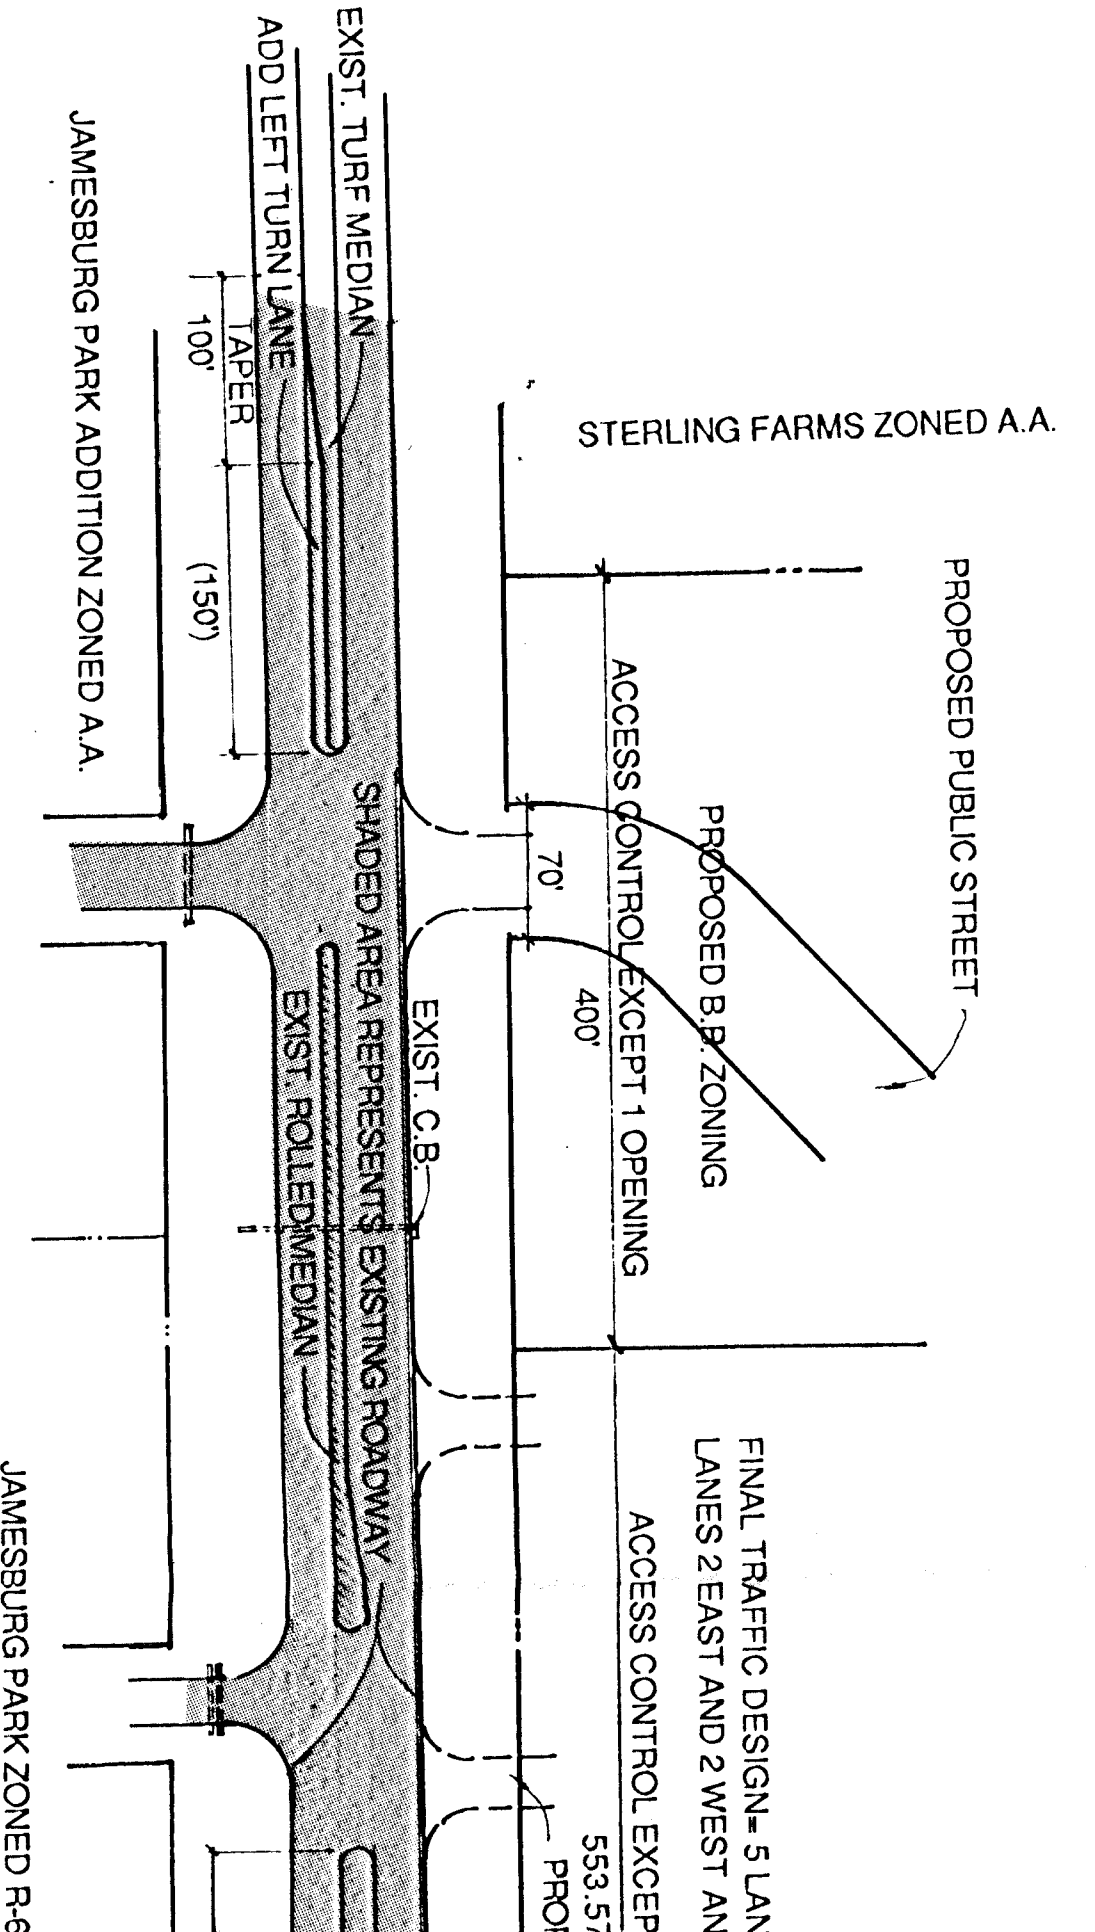 EXIST. TURF MEDIAN
ADD LEFT TURN LANE
TAPER
100'
(150')
JAMESBURG PARK ADDITION ZONED A.A.
STERLING FARMS ZONED A.A.
PROPOSED PUBLIC STREET
PROPOSED B.B. ZONING
ACCESS CONTROL EXCEPT 1 OPENING
400'
70'
EXIST. C.B.
SHADED AREA REPRESENTS EXISTING ROADWAY
EXIST. ROLLED MEDIAN
FINAL TRAFFIC DESIGN= 5 LAN
LANES 2 EAST AND 2 WEST AN
ACCESS CONTROL EXCEP
553.57
PROP
JAMESBURG PARK ZONED R-6